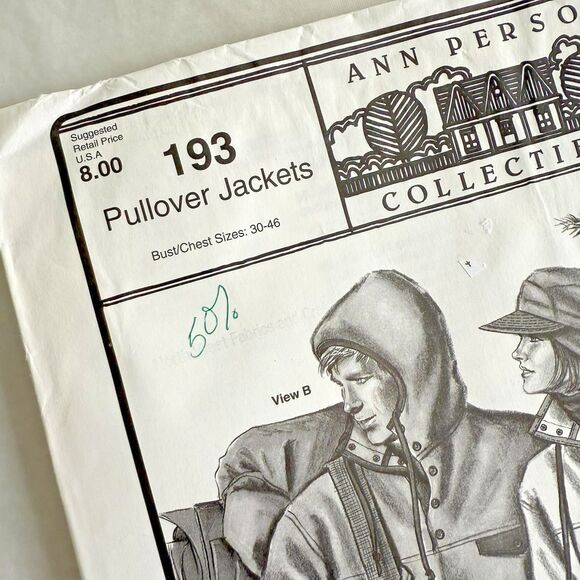 Suggested
Retail Price
U.S.A
8.00
193
Pullover Jackets
Bust/Chest Sizes: 30-46
ANN PERSO
COLLECTI
50%
View B